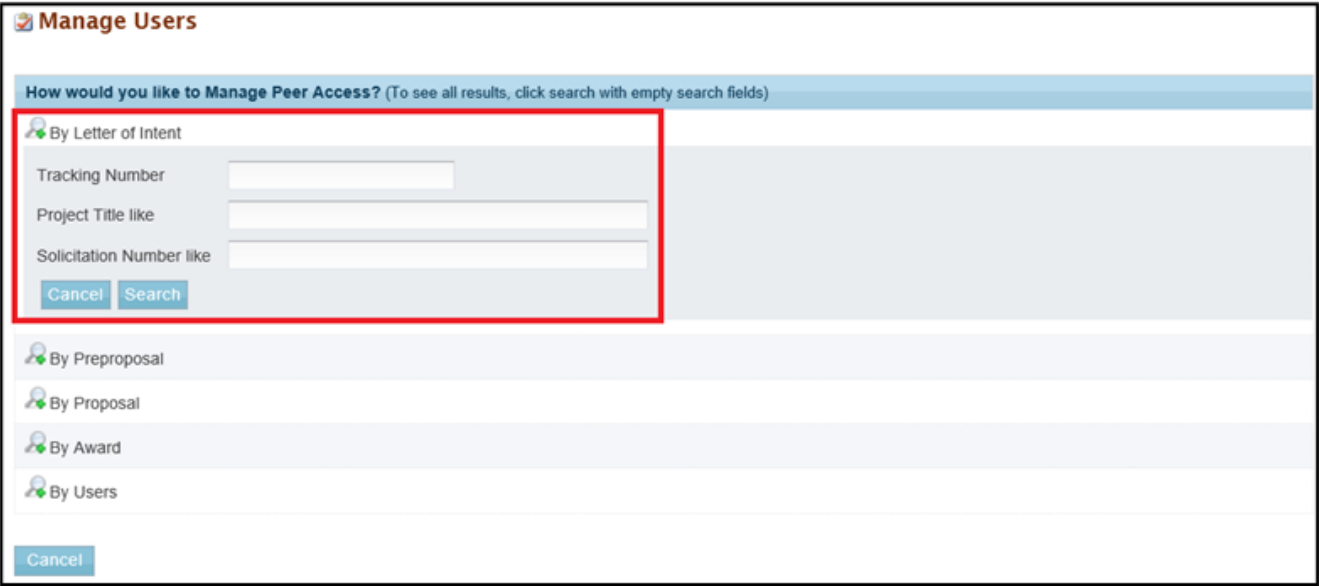 Manage Users
How would you like to Manage Peer Access? (To see all results, click search with empty search fields)
By Letter of Intent
Tracking Number
Project Title like
Solicitation Number like
Cancel Search
By Preproposal
By Proposal
By Award
By Users
Cancel